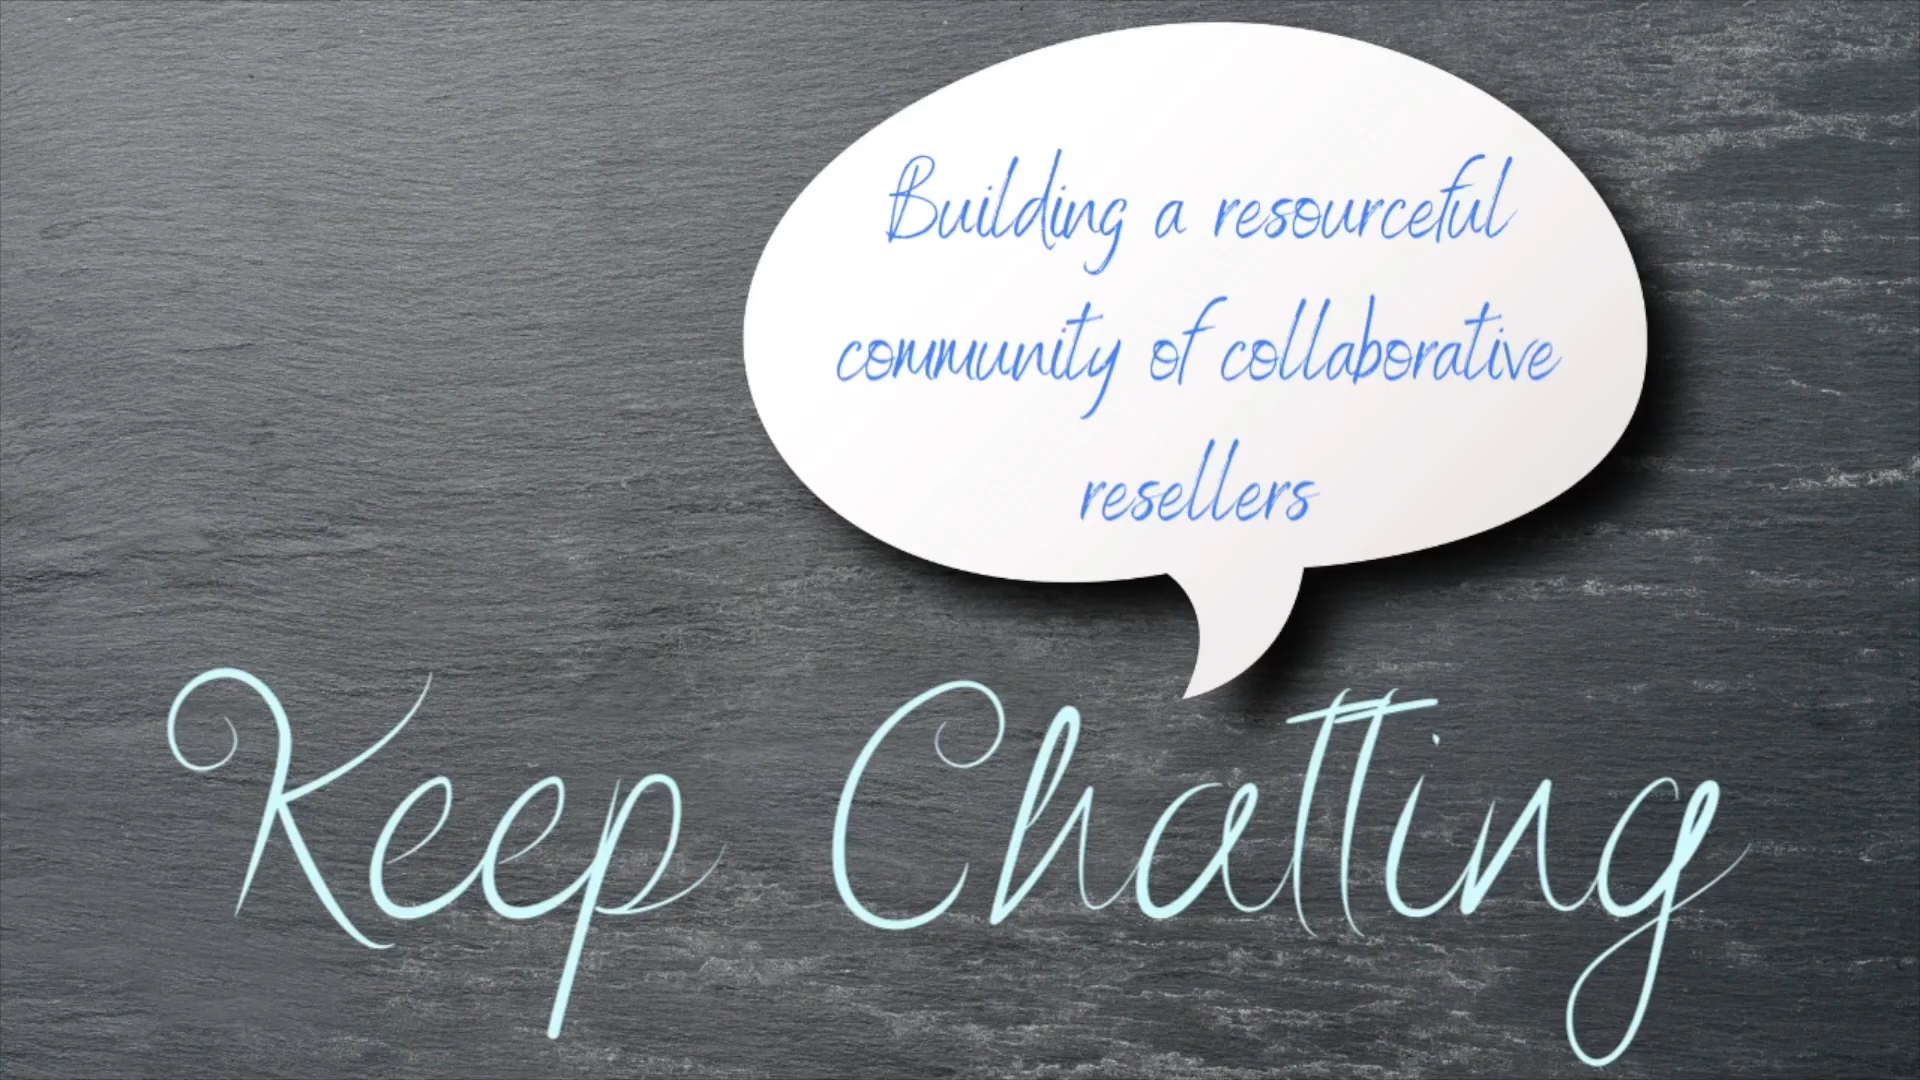 Building a resourceful
community of collaborative
resellers
Keep Chatting